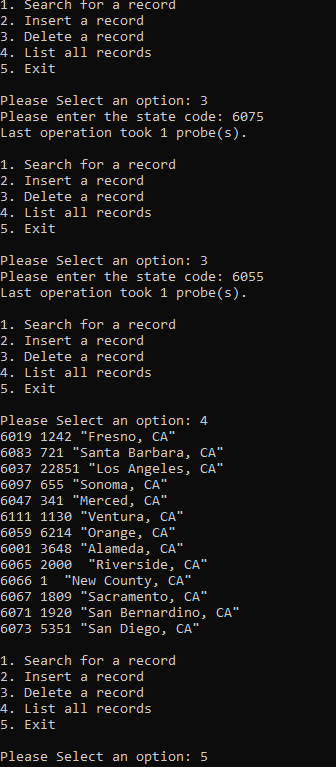 1. Search for a record
2. Insert a record
3. Delete a record
4. List all records
5. Exit

Please Select an option: 3
Please enter the state code: 6075
Last operation took 1 probe(s).

1. Search for a record
2. Insert a record
3. Delete a record
4. List all records
5. Exit

Please Select an option: 3
Please enter the state code: 6055
Last operation took 1 probe(s).

1. Search for a record
2. Insert a record
3. Delete a record
4. List all records
5. Exit

Please Select an option: 4
6019 1242 "Fresno, CA"
6083 721 "Santa Barbara, CA"
6037 22851 "Los Angeles, CA"
6097 655 "Sonoma, CA"
6047 341 "Merced, CA"
6111 1130 "Ventura, CA"
6059 6214 "Orange, CA"
6001 3648 "Alameda, CA"
6065 2000  "Riverside, CA"
6066 1  "New County, CA"
6067 1809 "Sacramento, CA"
6071 1920 "San Bernardino, CA"
6073 5351 "San Diego, CA"

1. Search for a record
2. Insert a record
3. Delete a record
4. List all records
5. Exit

Please Select an option: 5